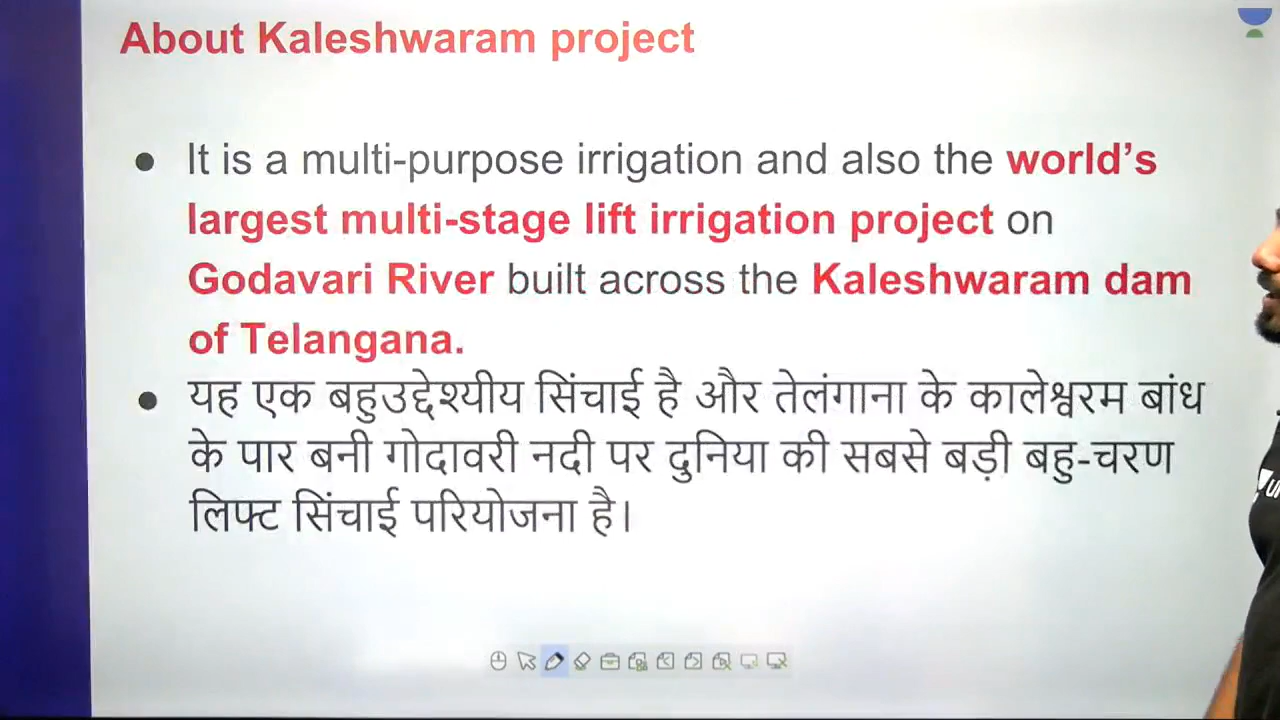 About Kaleshwaram project
● It is a multi-purpose irrigation and also the world's
largest multi-stage lift irrigation project on
Godavari River built across the Kaleshwaram dam
of Telangana.
● यह एक बहुउद्देश्यीय सिंचाई है और तेलंगाना के कालेश्वरम बांध
के पार बनी गोदावरी नदी पर दुनिया की सबसे बड़ी बहु-चरण
लिफ्ट सिंचाई परियोजना है।